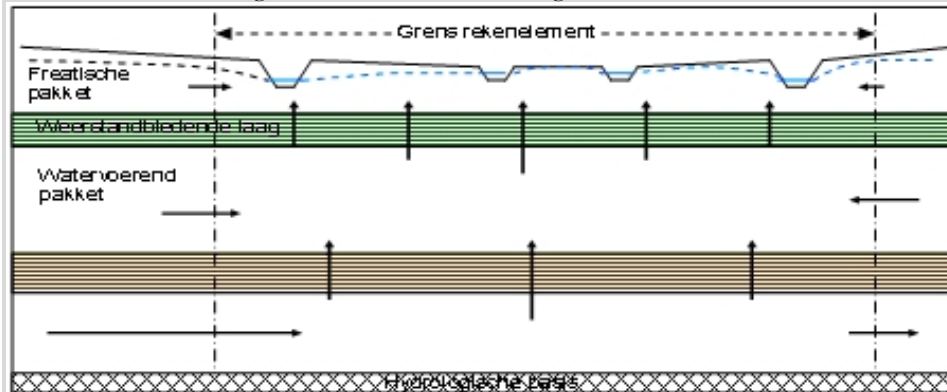 Grens rekenelement
Freatische
pakket
Weerstandbiedende laag
Watervoerend
pakket
Hydrologische basis